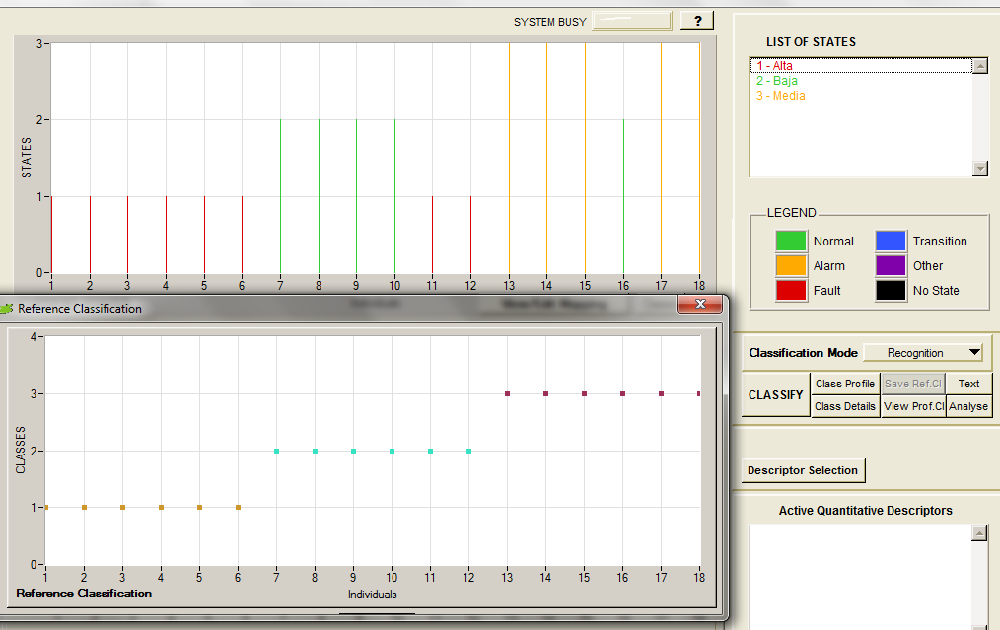 SYSTEM BUSY
?
3
2
1
0
STATES
1 2 3 4 5 6 7 8 9 10 11 12 13 14 15 16 17 18
LIST OF STATES
1 - Alta
2 - Baja
3 - Media
LEGEND
Normal Transition
Alarm Other
Fault No State
Reference Classification
4
3
2
1
0
CLASSES
1 2 3 4 5 6 7 8 9 10 11 12 13 14 15 16 17 18
Reference Classification
Individuals
Classification Mode Recognition
CLASSIFY
Class Profile Save Ref.Cl Text
Class Details View Prof.Cl Analyse
Descriptor Selection
Active Quantitative Descriptors